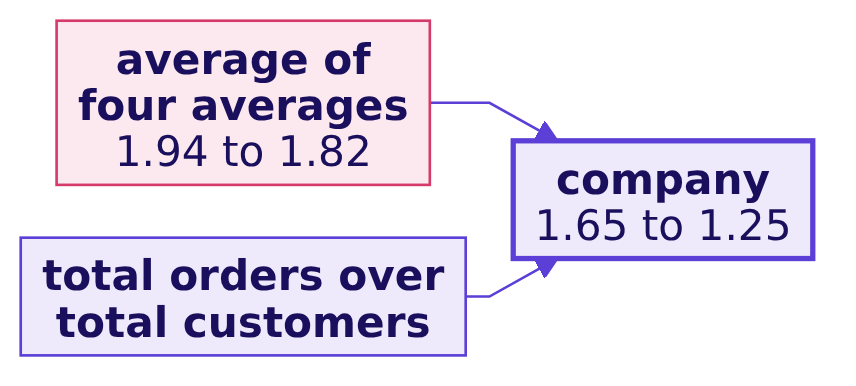 average of
four averages
1.94 to 1.82
company
1.65 to 1.25
total orders over
total customers